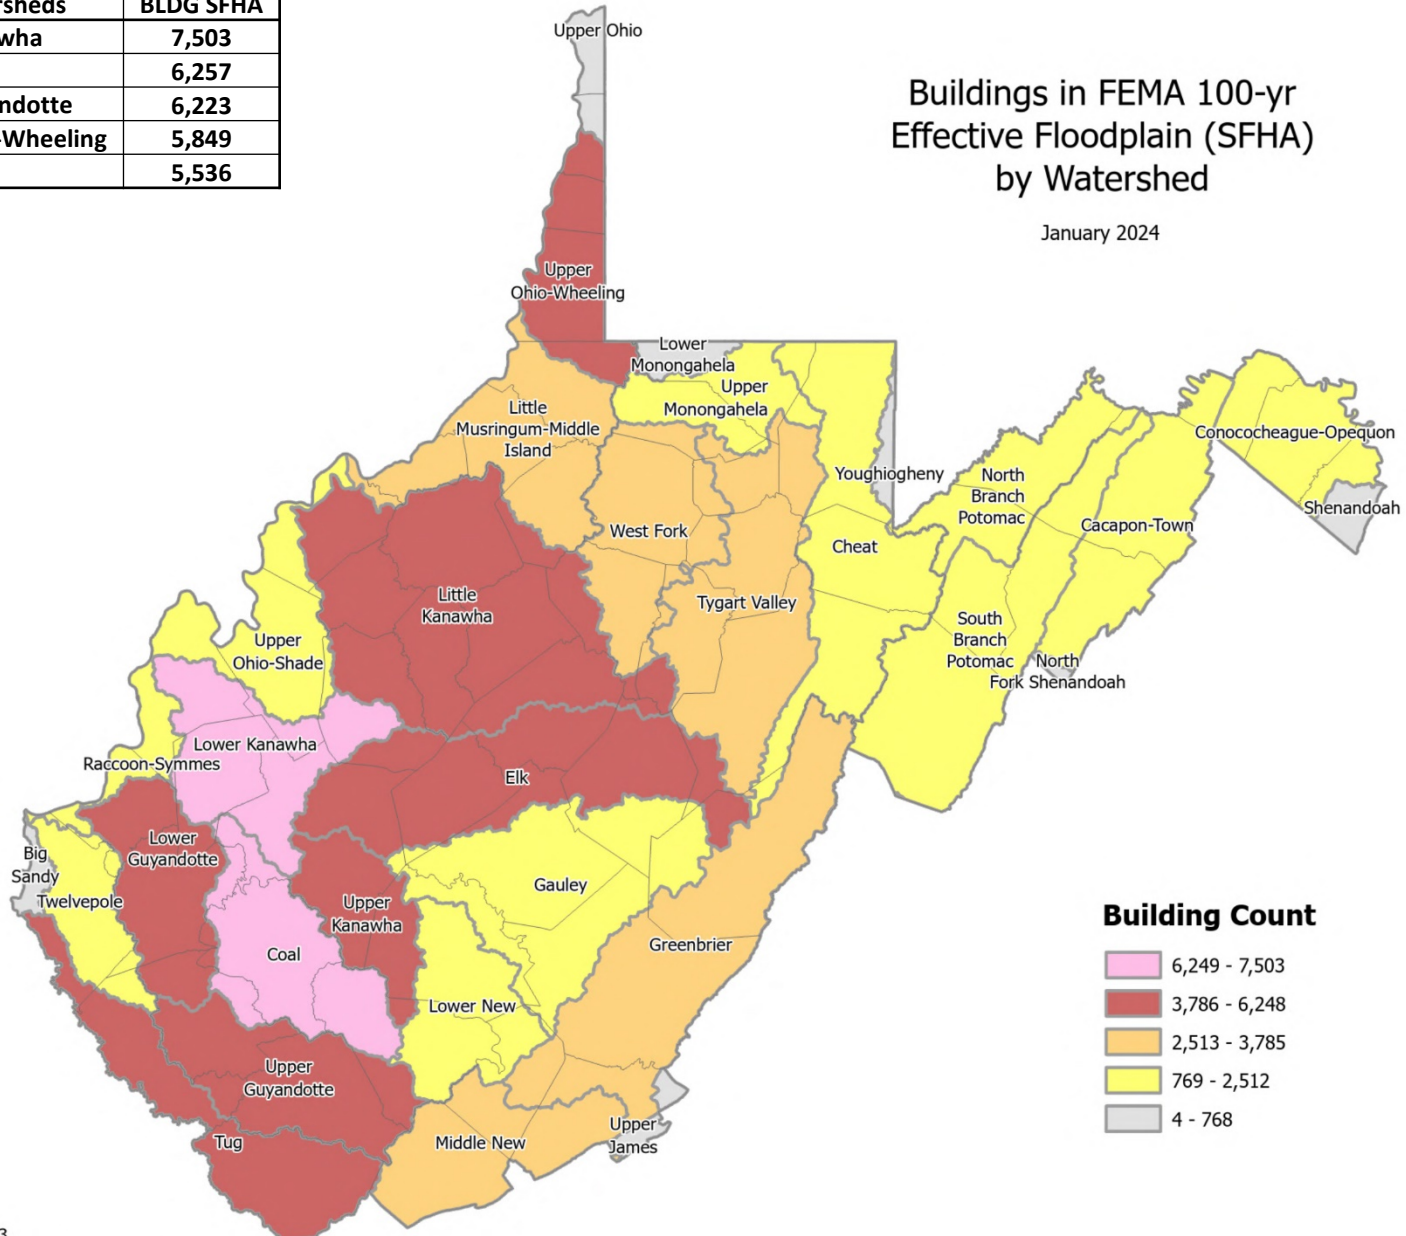 rsheds BLDG SFHA
wha 7,503
6,257
ndotte 6,223
-Wheeling 5,849
5,536
Buildings in FEMA 100-yr
Effective Floodplain (SFHA)
by Watershed
January 2024
Upper Ohio
Upper
Ohio-Wheeling
Lower
Monongahela
Upper
Monongahela
Little
Musringum-Middle
Island
Conococheague-Opequon
Youghiogheny
North
Branch
Potomac
Shenandoah
Cacapon-Town
West Fork
Cheat
Little
Kanawha
Tygart Valley
South
Branch
Potomac
Upper
Ohio-Shade
North
Fork Shenandoah
Lower Kanawha
Raccoon-Symmes
Elk
Lower
Guyandotte
Big
Sandy
Twelvepole
Gauley
Upper
Kanawha
Greenbrier
Coal
Lower New
Upper
Guyandotte
Tug
Middle New
Upper
James
Building Count
6,249 - 7,503
3,786 - 6,248
2,513 - 3,785
769 - 2,512
4 - 768